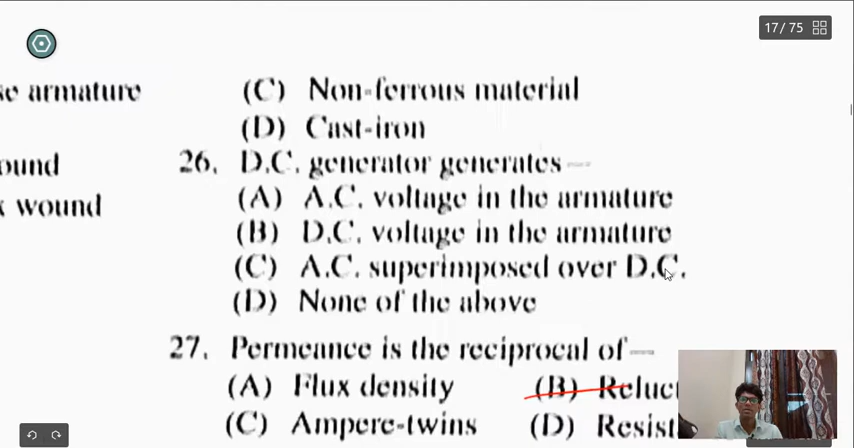 17 / 75
se armature
(C) Non-ferrous material
(D) Cast-iron
ound
26. D.C. generator generates—
(A) A.C. voltage in the armature
wound
(B) D.C. voltage in the armature
(C) A.C. superimposed over D.C.
(D) None of the above
27. Permeance is the reciprocal of—
(A) Flux density (B) Reluc
(C) Ampere-twins (D) Resist